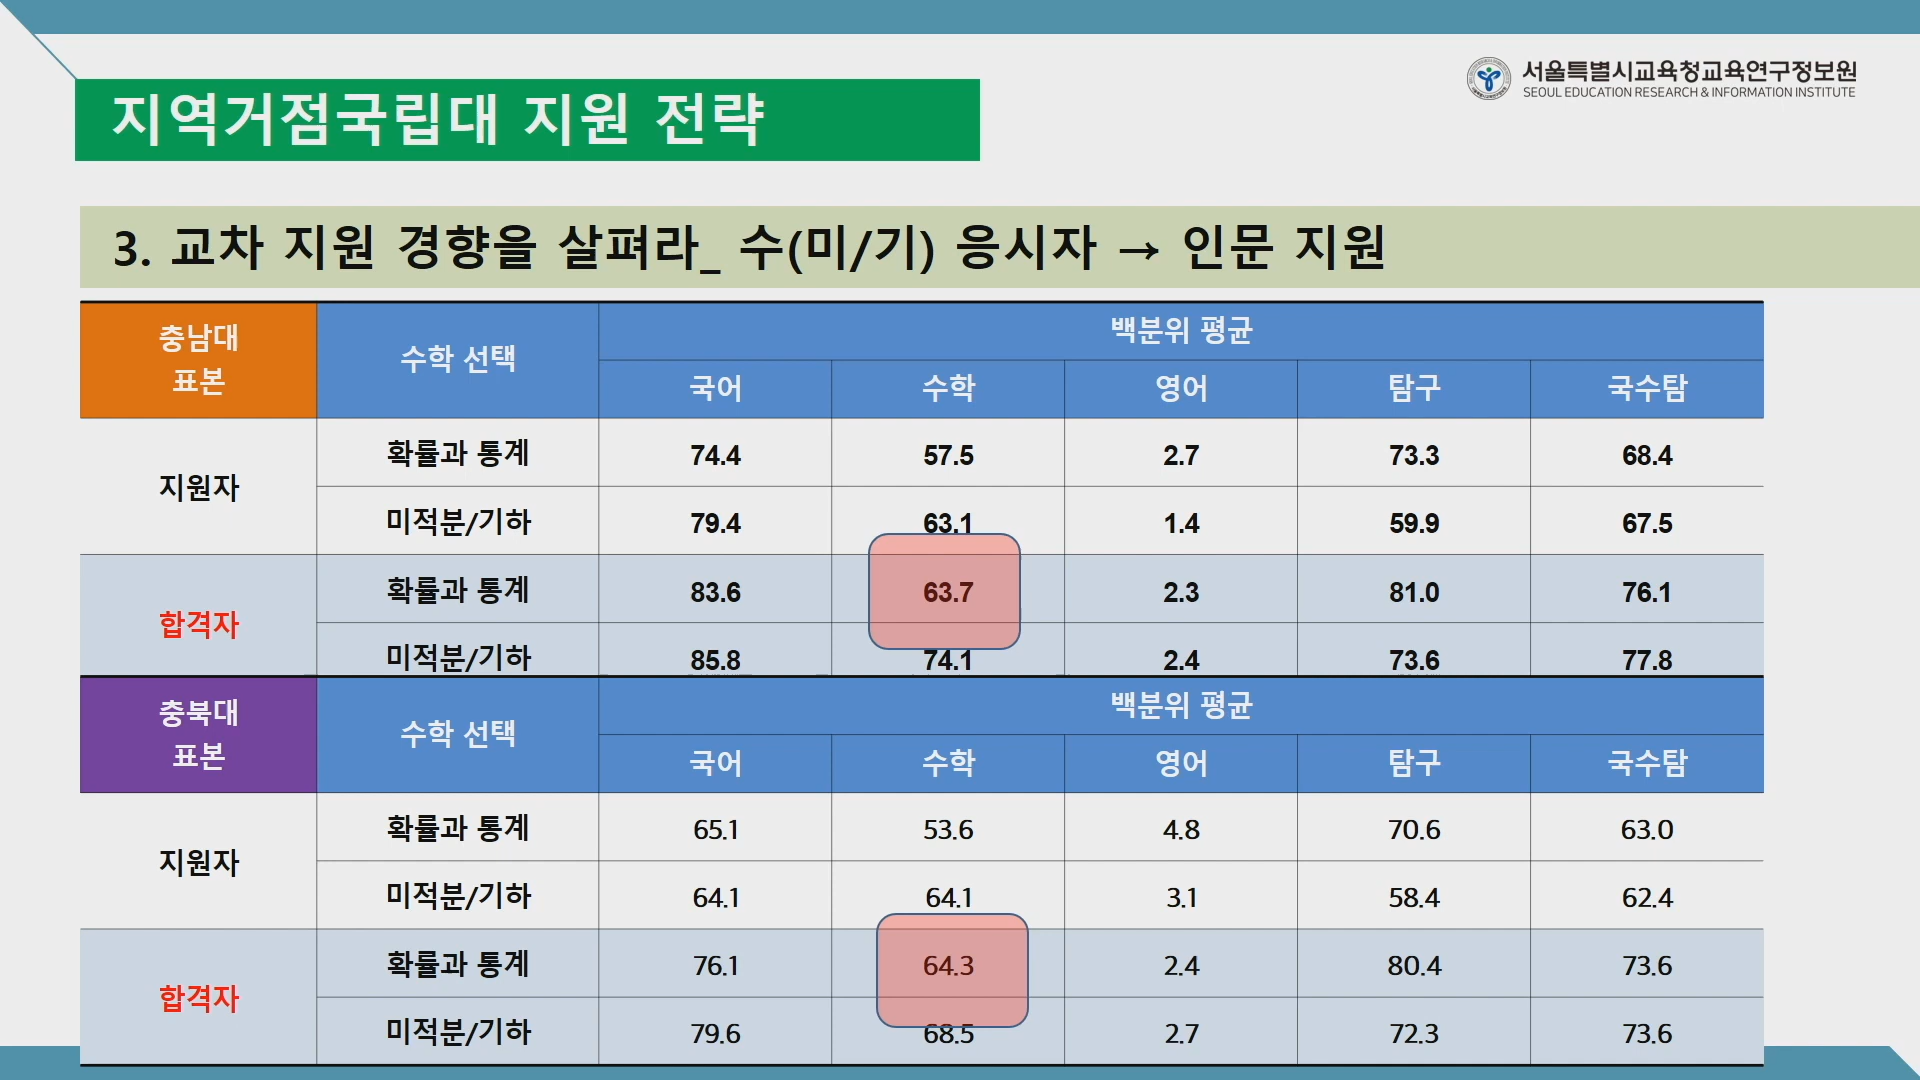 서울특별시교육청교육연구정보원
SEOUL EDUCATION RESEARCH & INFORMATION INSTITUTE
지역거점국립대 지원 전략
3. 교차 지원 경향을 살펴라_ 수(미/기) 응시자 → 인문 지원
충남대 표본 수학 선택 백분위 평균
국어 수학 영어 탐구 국수탐
지원자 확률과 통계 74.4 57.5 2.7 73.3 68.4
미적분/기하 79.4 63.1 1.4 59.9 67.5
합격자 확률과 통계 83.6 63.7 2.3 81.0 76.1
미적분/기하 85.8 74.1 2.4 73.6 77.8
충북대 표본 수학 선택 백분위 평균
국어 수학 영어 탐구 국수탐
지원자 확률과 통계 65.1 53.6 4.8 70.6 63.0
미적분/기하 64.1 64.1 3.1 58.4 62.4
합격자 확률과 통계 76.1 64.3 2.4 80.4 73.6
미적분/기하 79.6 68.5 2.7 72.3 73.6